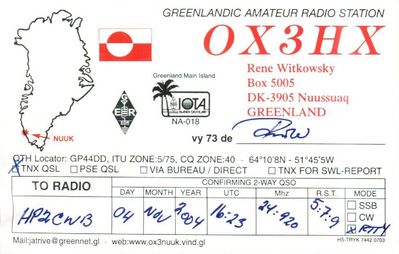 GREENLANDIC AMATEUR RADIO STATION
OX3HX
Rene Witkowsky
Box 5005
DK-3905 Nuussuaq
GREENLAND
Greenland Main Island
IOTA
NA-018
NUUK
vy 73 de
QTH Locator: GP44DD, ITU ZONE:5/75, CQ ZONE:40 - 64°10'8N - 51°45'5W
X TNX QSL PSE QSL VIA BUREAU / DIRECT TNX FOR SWL-REPORT
TO RADIO CONFIRMING 2-WAY QSO
DAY MONTH YEAR UTC Mhz R.S.T. MODE
HP2CWB 04 NOV 2004 16:23 24.920 5-7-9
SSB
CW
X RTTY
Mail:jatrive@greennet.gl - web:www.ox3nuuk.vind.gl HS-TRYK 7442 0703